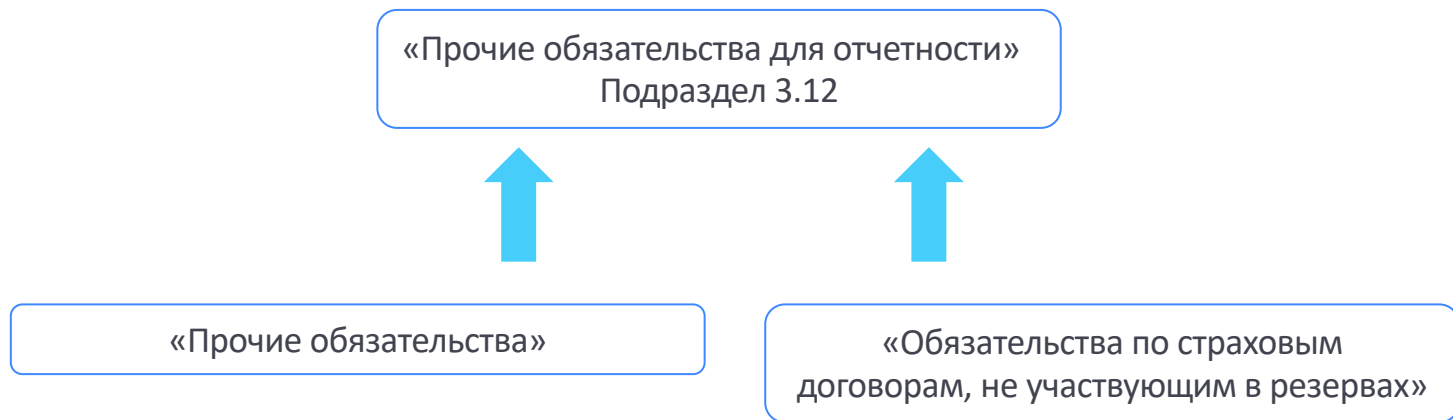 «Прочие обязательства для отчетности»
Подраздел 3.12
«Прочие обязательства»
«Обязательства по страховым
договорам, не участвующим в резервах»